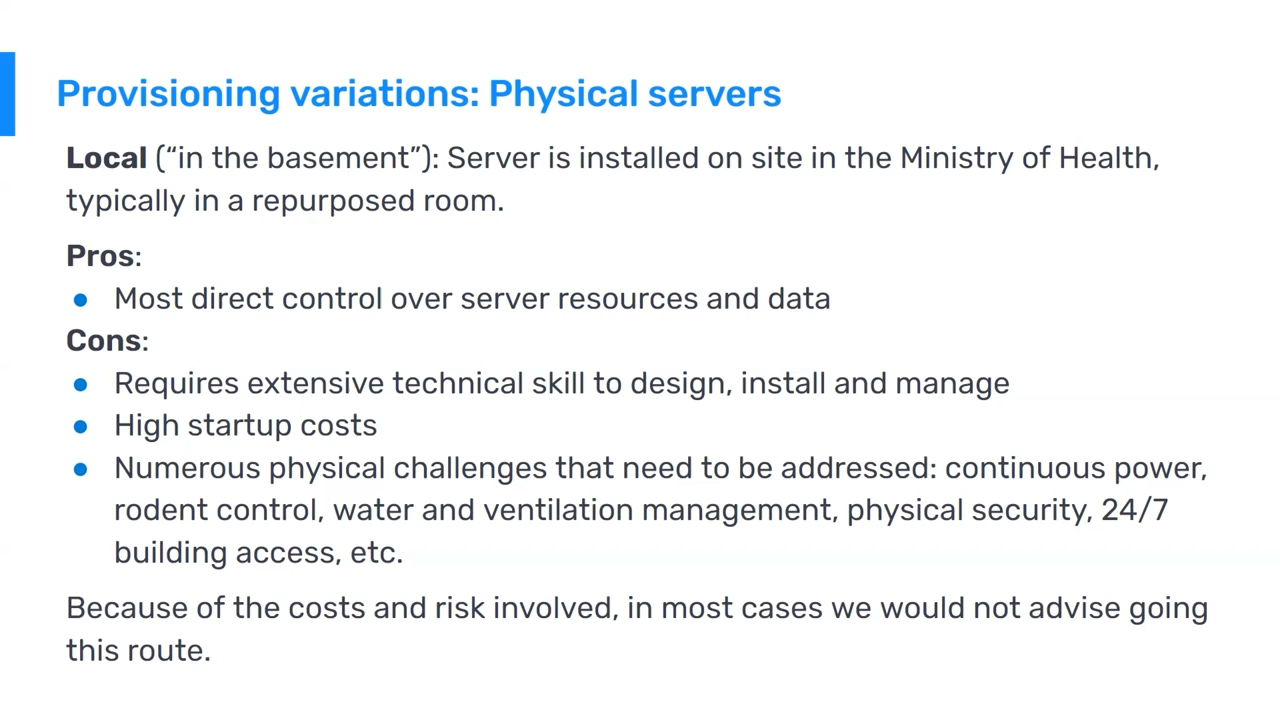 Provisioning variations: Physical servers
Local (“in the basement”): Server is installed on site in the Ministry of Health,
typically in a repurposed room.
Pros:
● Most direct control over server resources and data
Cons:
● Requires extensive technical skill to design, install and manage
● High startup costs
● Numerous physical challenges that need to be addressed: continuous power,
rodent control, water and ventilation management, physical security, 24/7
building access, etc.
Because of the costs and risk involved, in most cases we would not advise going
this route.